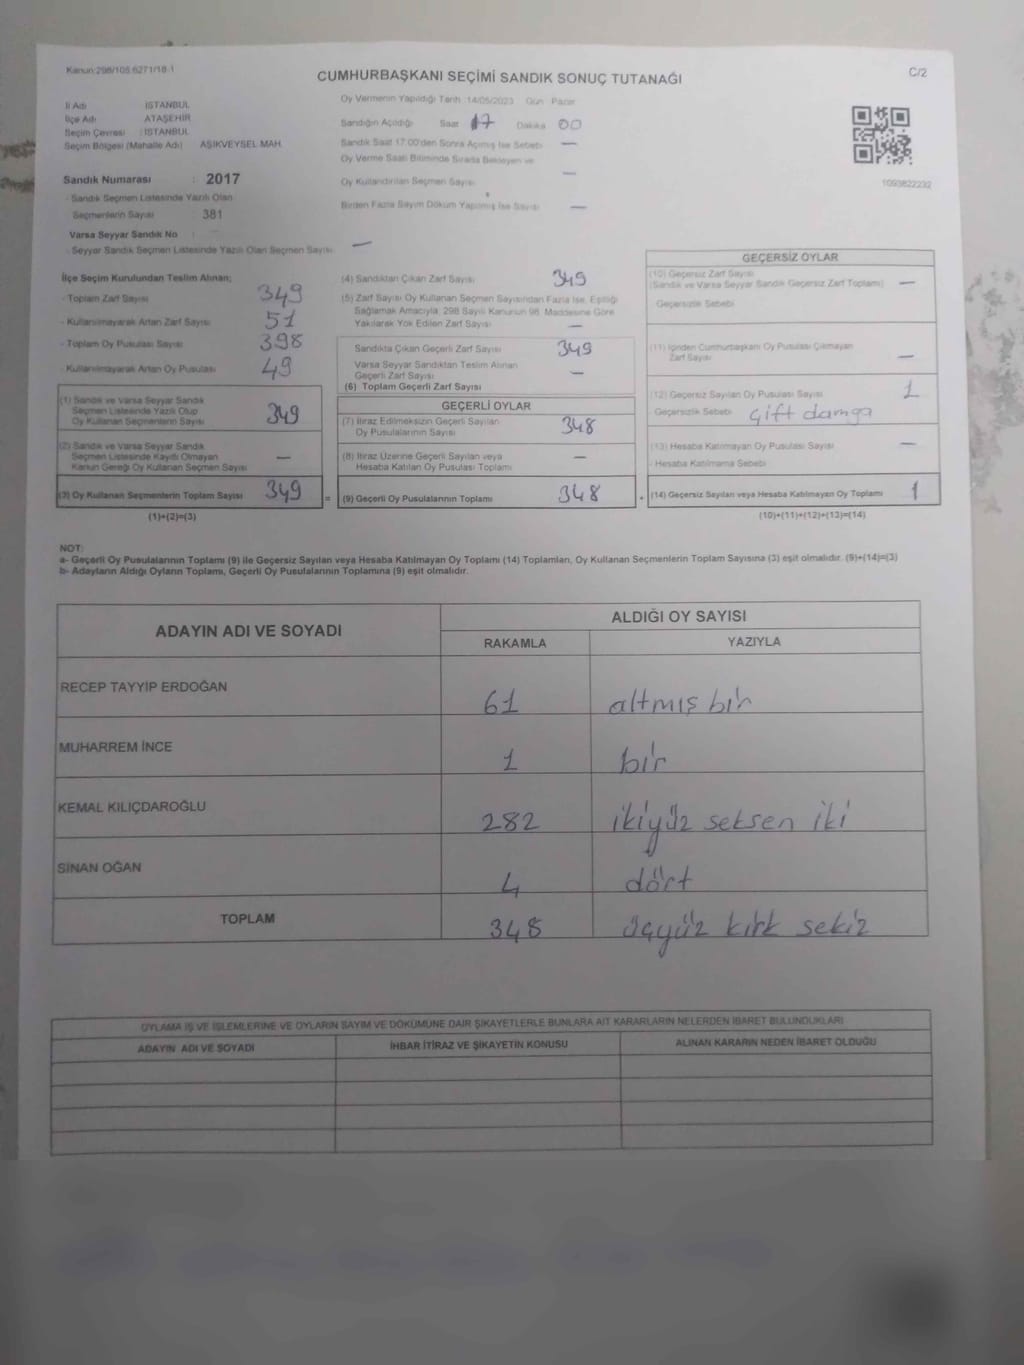 Kanun:298/105 6271/18-1
C/2
CUMHURBAŞKANI SEÇİMİ SANDIK SONUÇ TUTANAĞI
İl Adı İSTANBUL
İlçe Adı ATAŞEHİR
Seçim Çevresi : İSTANBUL
Seçim Bölgesi (Mahalle Adı) AŞIKVEYSEL MAH.
Sandık Numarası : 2017
- Sandık Seçmen Listesinde Yazılı Olan
Seçmenlerin Sayısı 381
Varsa Seyyar Sandık No
- Seyyar Sandık Seçmen Listesinde Yazılı Olan Seçmen Sayısı —
Oy Vermenin Yapıldığı Tarih :14/05/2023 Gün Pazar
Sandığın Açıldığı Saat 17 Dakika 00
Sandık Saat 17:00'den Sonra Açılmış İse Sebebi —
Oy Verme Saati Bitiminde Sırada Bekleyen ve
Oy Kullandırılan Seçmen Sayısı —
Birden Fazla Sayım Döküm Yapılmış İse Sayısı —
1093822232
İlçe Seçim Kurulundan Teslim Alınan;
- Toplam Zarf Sayısı 349
- Kullanılmayarak Artan Zarf Sayısı 51
- Toplam Oy Pusulası Sayısı 398
- Kullanılmayarak Artan Oy Pusulası 49
(1) Sandık ve Varsa Seyyar Sandık
Seçmen Listesinde Yazılı Olup
Oy Kullanan Seçmenlerin Sayısı 349
(2) Sandık ve Varsa Seyyar Sandık
Seçmen Listesinde Kayıtlı Olmayan
Kanun Gereği Oy Kullanan Seçmen Sayısı —
(3) Oy Kullanan Seçmenlerin Toplam Sayısı 349 =
(1)+(2)=(3)
(4) Sandıktan Çıkan Zarf Sayısı 349
(5) Zarf Sayısı Oy Kullanan Seçmen Sayısından Fazla İse, Eşitliği
Sağlamak Amacıyla; 298 Sayılı Kanunun 98. Maddesine Göre
Yakılarak Yok Edilen Zarf Sayısı —
Sandıkta Çıkan Geçerli Zarf Sayısı 349
Varsa Seyyar Sandıktan Teslim Alınan
Geçerli Zarf Sayısı —
(6) Toplam Geçerli Zarf Sayısı
GEÇERLİ OYLAR
(7) İtiraz Edilmeksizin Geçerli Sayılan
Oy Pusulalarının Sayısı 348
(8) İtiraz Üzerine Geçerli Sayılan veya
Hesaba Katılan Oy Pusulası Toplamı —
(9) Geçerli Oy Pusulalarının Toplamı 348 +
GEÇERSİZ OYLAR
(10) Geçersiz Zarf Sayısı
(Sandık ve Varsa Seyyar Sandık Geçersiz Zarf Toplamı) —
Geçersizlik Sebebi
(11) İçinden Cumhurbaşkanı Oy Pusulası Çıkmayan
Zarf Sayısı —
(12) Geçersiz Sayılan Oy Pusulası Sayısı 1
Geçersizlik Sebebi çift damga
(13) Hesaba Katılmayan Oy Pusulası Sayısı —
- Hesaba Katılmama Sebebi
(14) Geçersiz Sayılan veya Hesaba Katılmayan Oy Toplamı 1
(10)+(11)+(12)+(13)=(14)
NOT:
a- Geçerli Oy Pusulalarının Toplamı (9) ile Geçersiz Sayılan veya Hesaba Katılmayan Oy Toplamı (14) Toplamları, Oy Kullanan Seçmenlerin Toplam Sayısına (3) eşit olmalıdır. (9)+(14)=(3)
b- Adayların Aldığı Oyların Toplamı, Geçerli Oy Pusulalarının Toplamına (9) eşit olmalıdır.
ADAYIN ADI VE SOYADI
ALDIĞI OY SAYISI
RAKAMLA YAZIYLA
RECEP TAYYİP ERDOĞAN 61 altmış bir
MUHARREM İNCE 1 bir
KEMAL KILIÇDAROĞLU 282 ikiyüz seksen iki
SİNAN OĞAN 4 dört
TOPLAM 348 üçyüz kırk sekiz
OYLAMA İŞ VE İŞLEMLERİNE VE OYLARIN SAYIM VE DÖKÜMÜNE DAİR ŞİKAYETLERLE BUNLARA AİT KARARLARIN NELERDEN İBARET BULUNDUKLARI
ADAYIN ADI VE SOYADI İHBAR İTİRAZ VE ŞİKAYETİN KONUSU ALINAN KARARIN NEDEN İBARET OLDUĞU